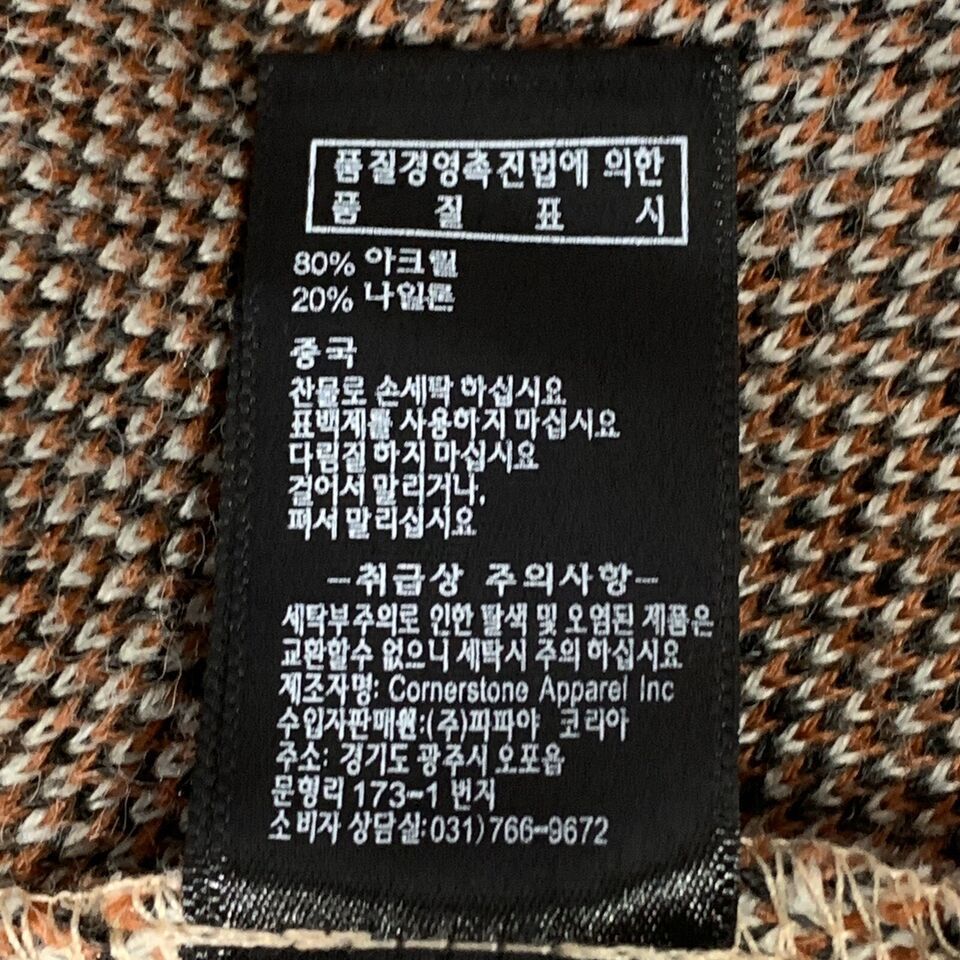 품질경영촉진법에 의한
품 질 표 시
80% 아크릴
20% 나일론
중국
찬물로 손세탁 하십시요
표백제를 사용하지 마십시요
다림질하지 마십시요
걸어서 말리거나,
펴서 말리십시요
-취급상 주의사항-
세탁부주의로 인한 탈색 및 오염된 제품은
교환할수 없으니 세탁시 주의 하십시요
제조자명: Cornerstone Apparel Inc
수입자판매원:(주)파파야 코리아
주소: 경기도 광주시 오포읍
문형리 173-1 번지
소비자 상담실:031)766-9672